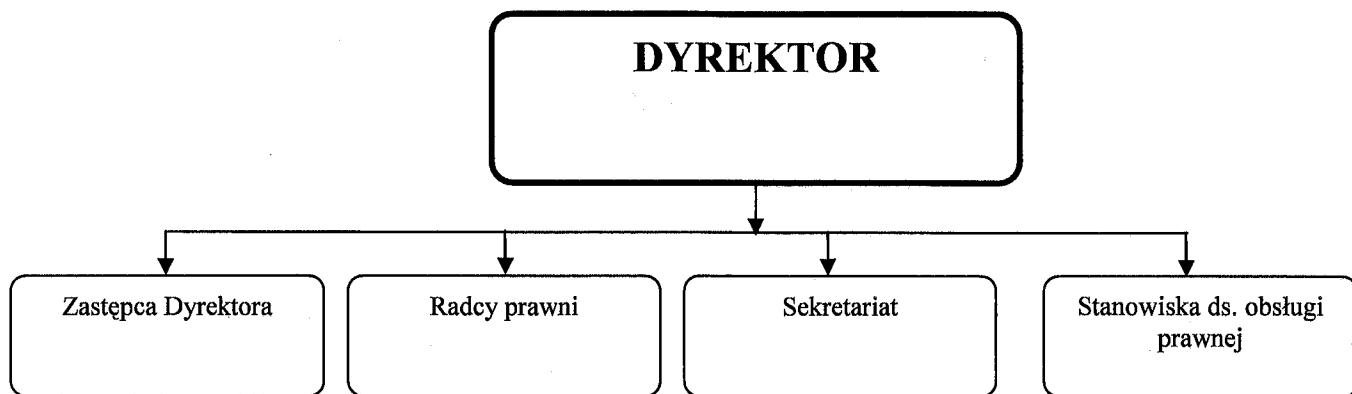 DYREKTOR
Zastępca Dyrektora
Radcy prawni
Sekretariat
Stanowiska ds. obsługi
prawnej